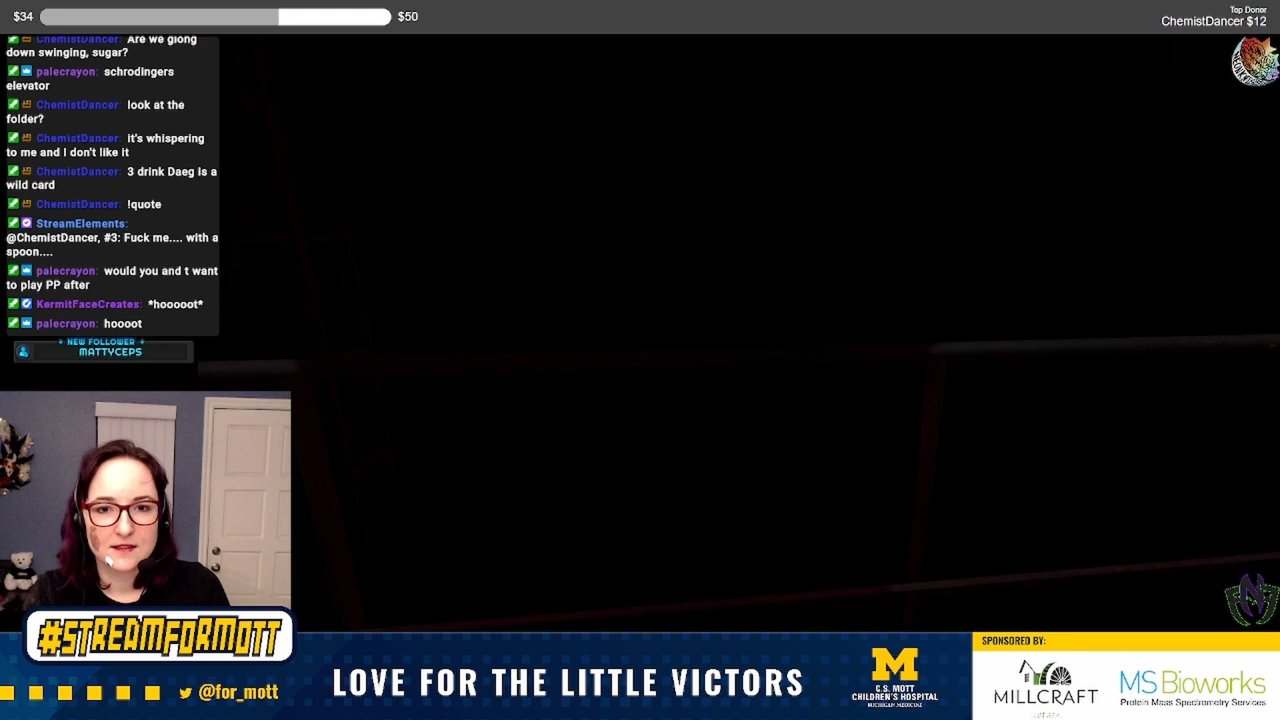 $34
$50
Top Donor
ChemistDancer $12
ChemistDancer: Are we giong
down swinging, sugar?
palecrayon: schrodingers
elevator
ChemistDancer: look at the
folder?
ChemistDancer: it's whispering
to me and I don't like it
ChemistDancer: 3 drink Daeg is a
wild card
ChemistDancer: !quote
StreamElements:
@ChemistDancer, #3: Fuck me.... with a
spoon....
palecrayon: would you and t want
to play PP after
KermitFaceCreates: *hooooot*
palecrayon: hoooot
NEW FOLLOWER
MATTYCEPS
#STREAMFORMOTT
@for_mott
LOVE FOR THE LITTLE VICTORS
M
C.S. MOTT
CHILDREN'S HOSPITAL
MICHIGAN MEDICINE
SPONSORED BY:
MILLCRAFT
MS Bioworks
Protein Mass Spectrometry Services